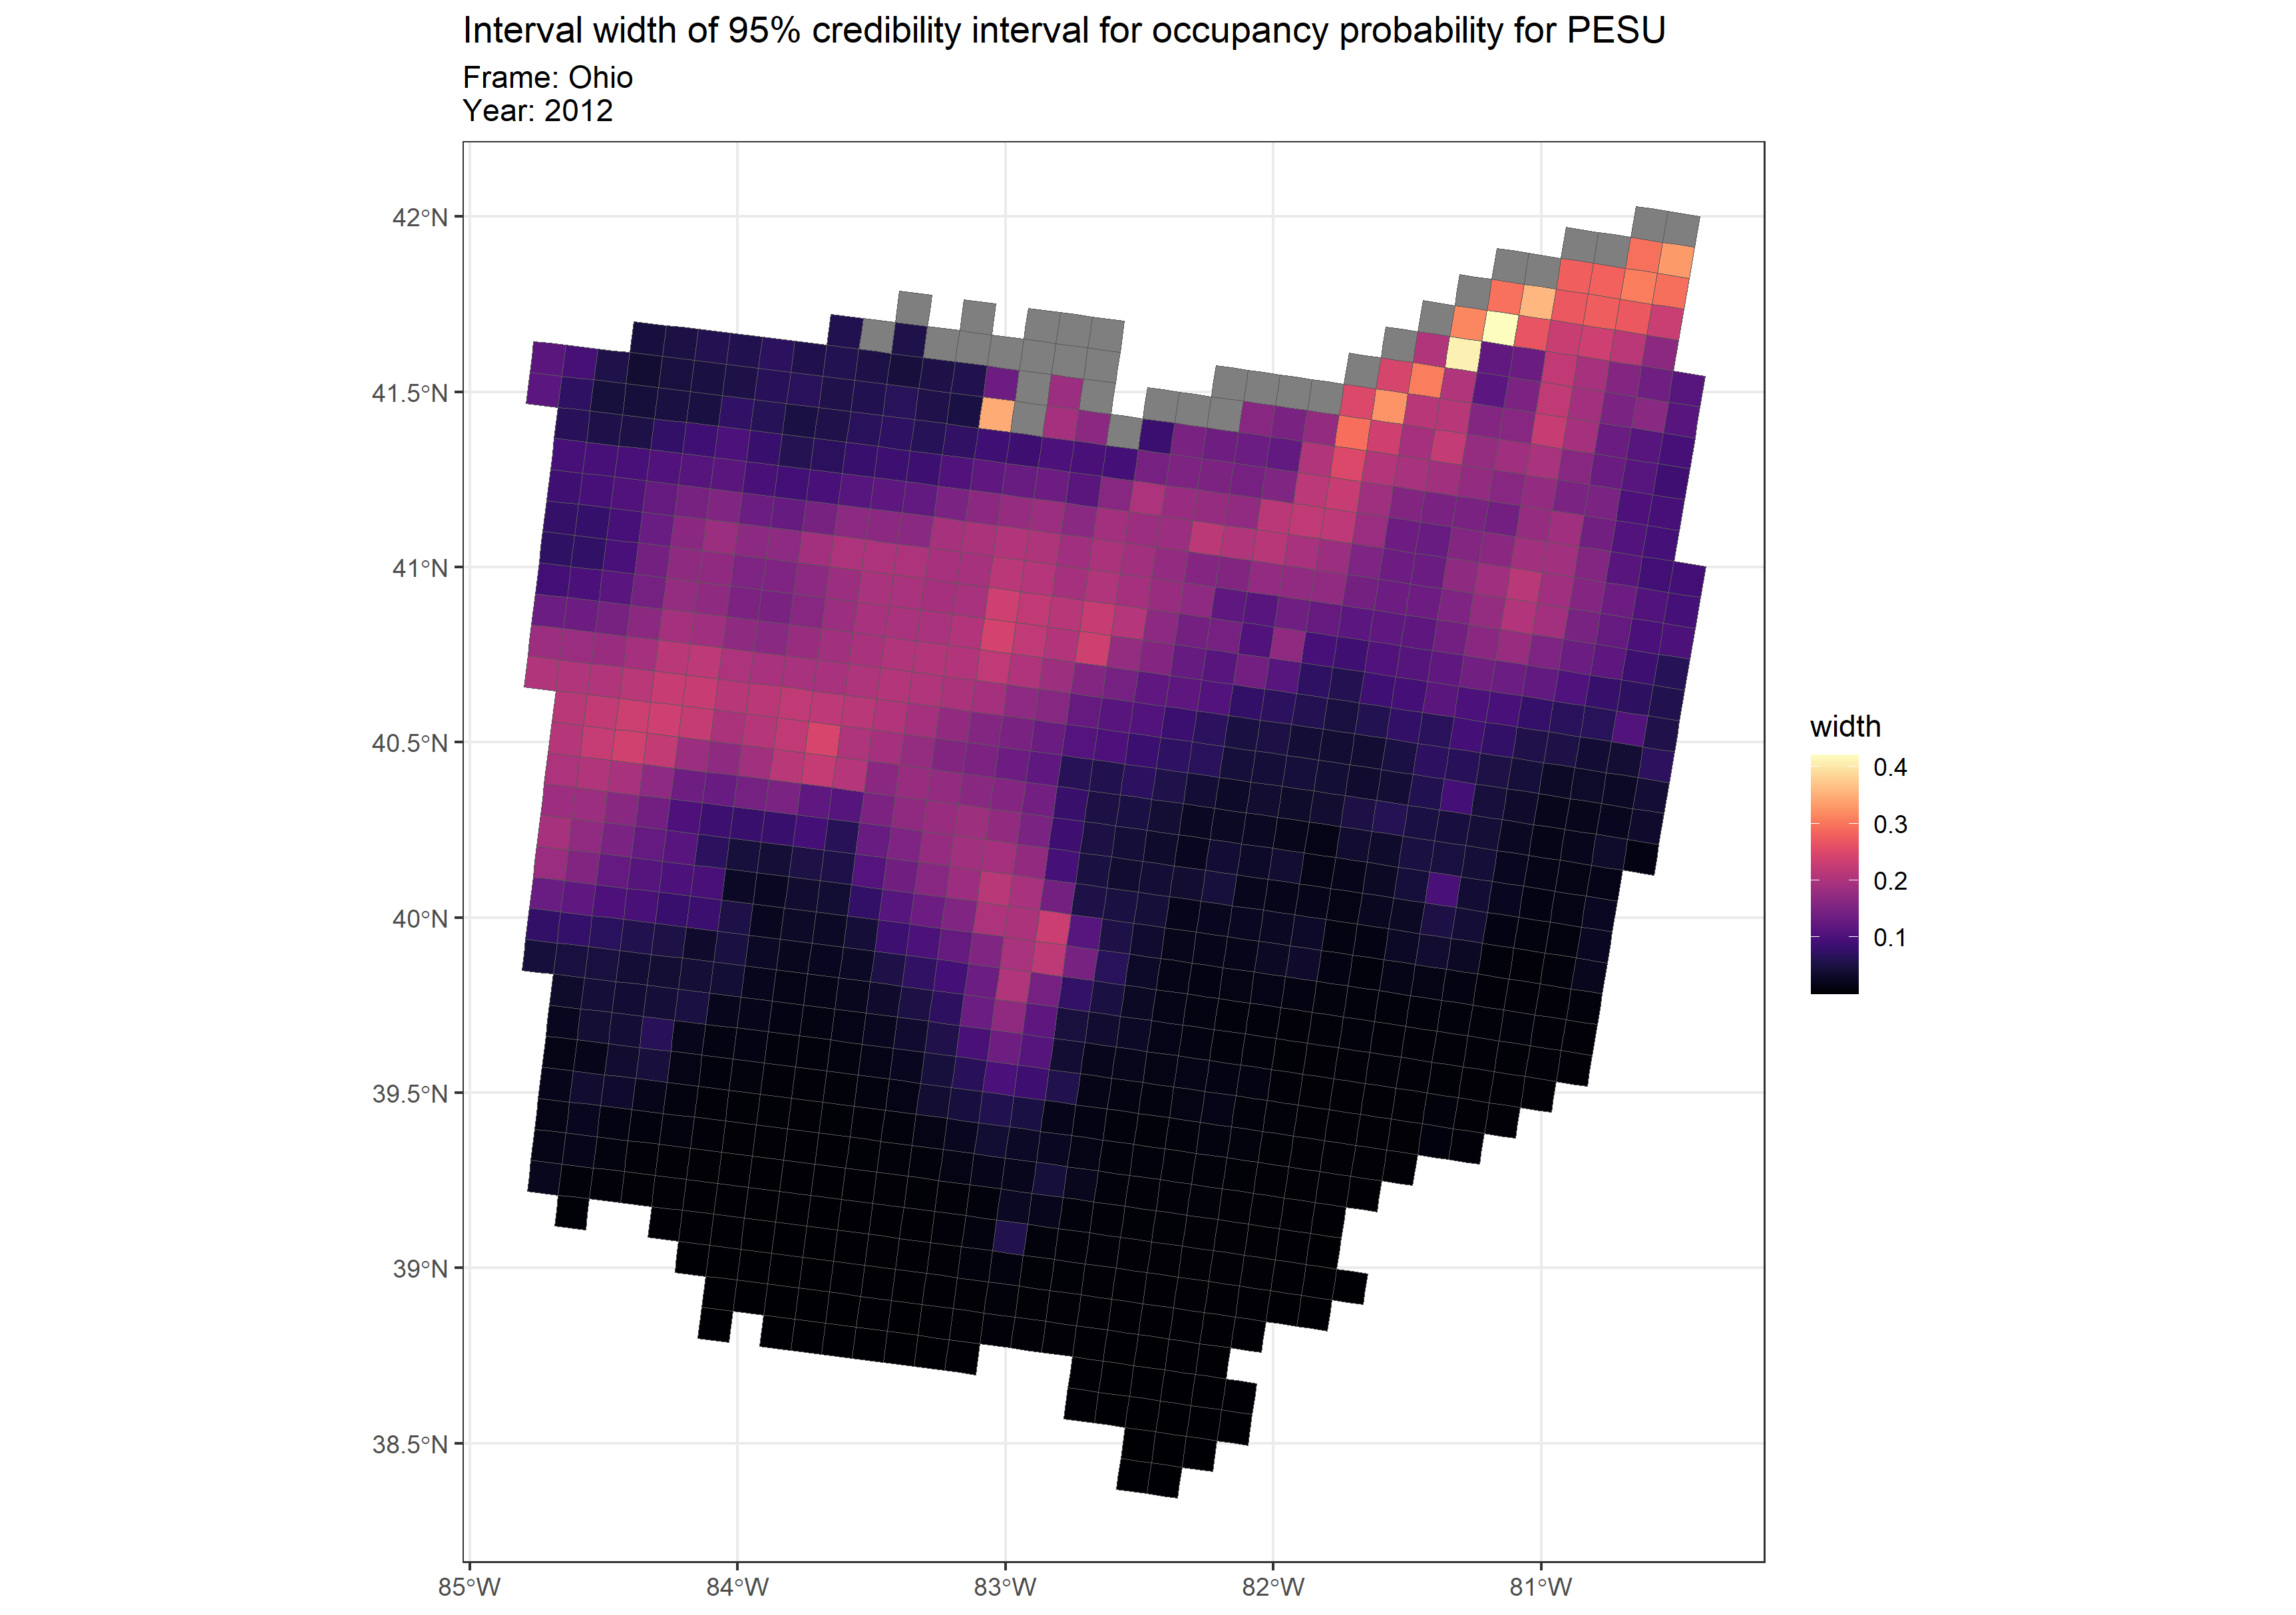 Interval width of 95% credibility interval for occupancy probability for PESU
Frame: Ohio
Year: 2012
42°N
41.5°N
41°N
40.5°N
40°N
39.5°N
39°N
38.5°N
85°W
84°W
83°W
82°W
81°W
width
0.4
0.3
0.2
0.1